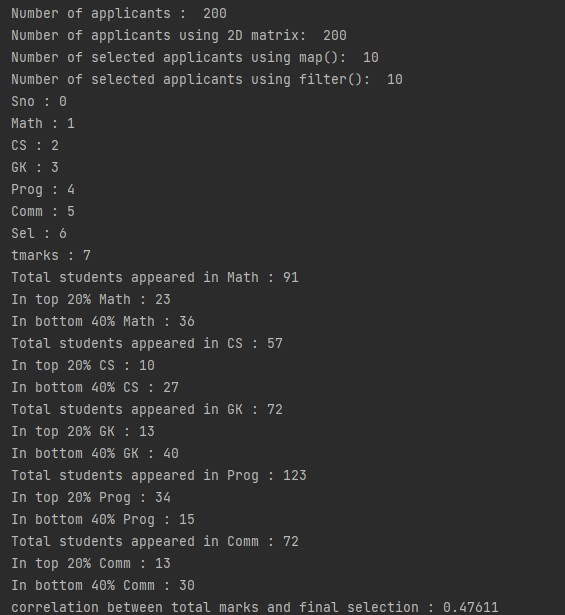 Number of applicants :  200
Number of applicants using 2D matrix:  200
Number of selected applicants using map():  10
Number of selected applicants using filter():  10
Sno : 0
Math : 1
CS : 2
GK : 3
Prog : 4
Comm : 5
Sel : 6
tmarks : 7
Total students appeared in Math : 91
In top 20% Math : 23
In bottom 40% Math : 36
Total students appeared in CS : 57
In top 20% CS : 10
In bottom 40% CS : 27
Total students appeared in GK : 72
In top 20% GK : 13
In bottom 40% GK : 40
Total students appeared in Prog : 123
In top 20% Prog : 34
In bottom 40% Prog : 15
Total students appeared in Comm : 72
In top 20% Comm : 13
In bottom 40% Comm : 30
correlation between total marks and final selection : 0.47611